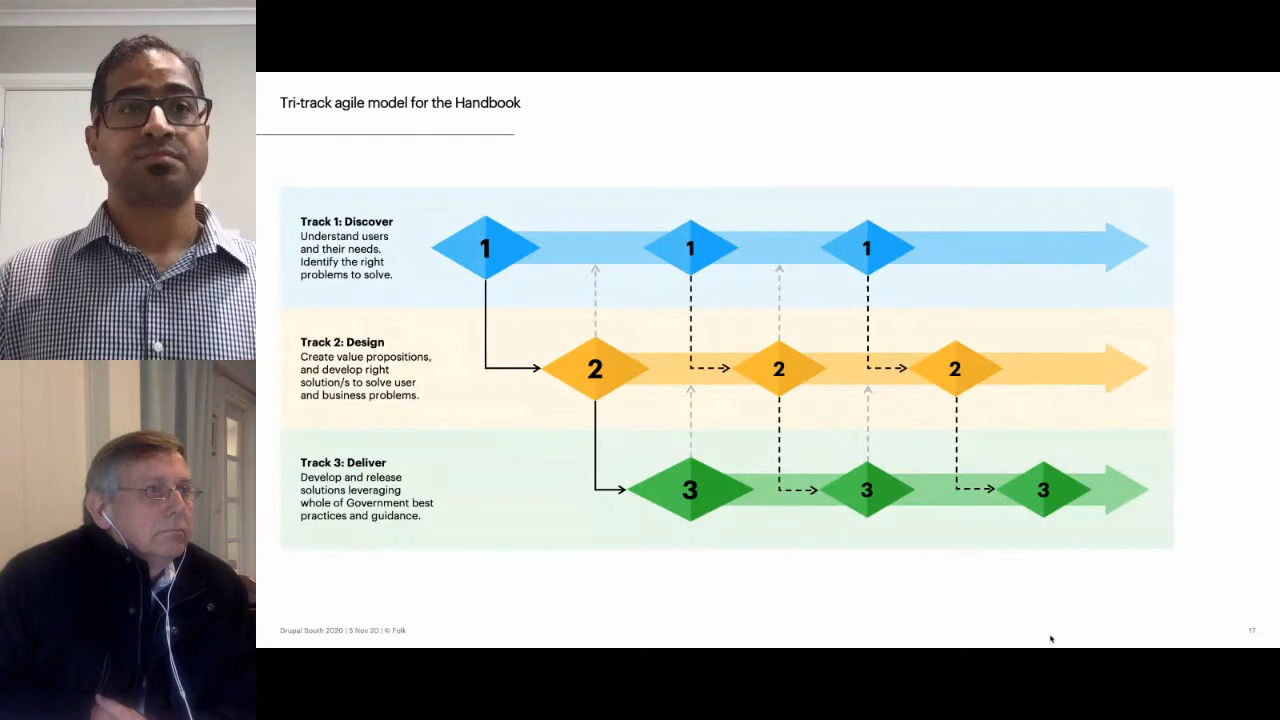 Tri-track agile model for the Handbook
Track 1: Discover
Understand users
and their needs.
Identify the right
problems to solve.
1
1
1
Track 2: Design
Create value propositions,
and develop right
solution/s to solve user
and business problems.
2
2
2
Track 3: Deliver
Develop and release
solutions leveraging
whole of Government best
practices and guidance.
3
3
3
Drupal South 2020 | 5 Nov 20 | © Folk
17